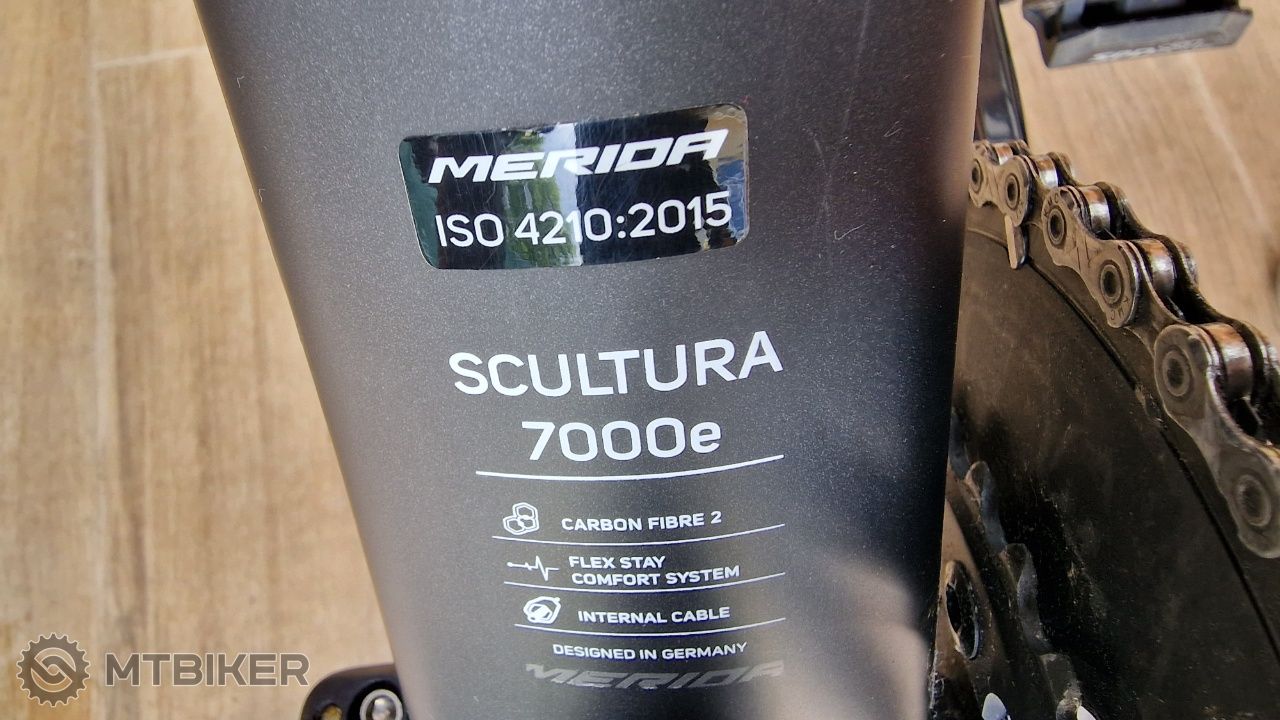 MERIDA
ISO 4210:2015
SCULTURA
7000e
CARBON FIBRE 2
FLEX STAY
COMFORT SYSTEM
INTERNAL CABLE
DESIGNED IN GERMANY
MERIDA
MTBIKER